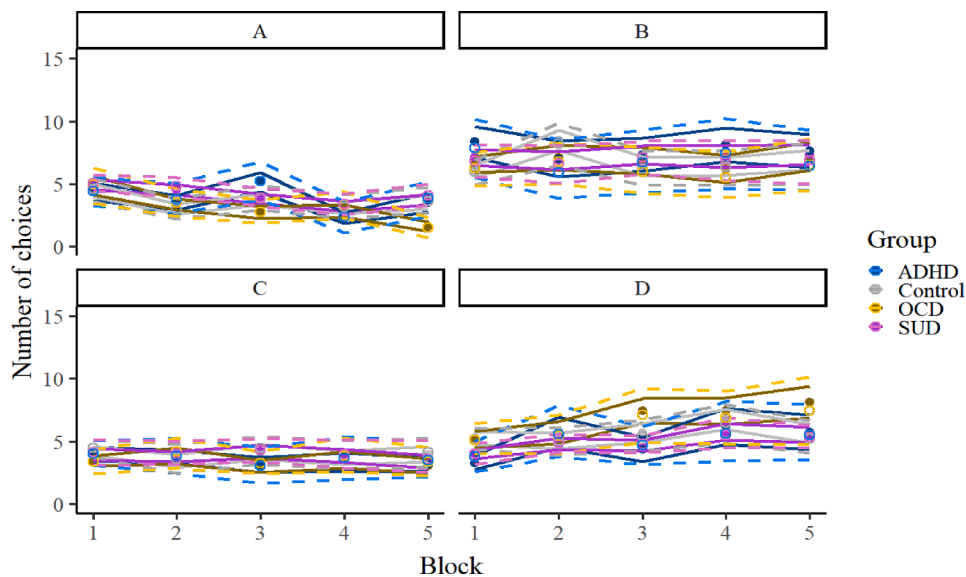 A
B
15
10
5
0
C
D
15
10
5
0
1 2 3 4 5
1 2 3 4 5
Number of choices
Block
Group
ADHD
Control
OCD
SUD